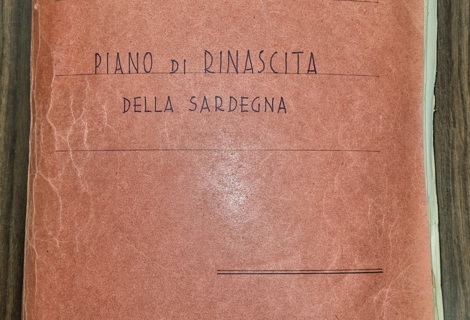 PIANO di RINASCITA
DELLA SARDEGNA